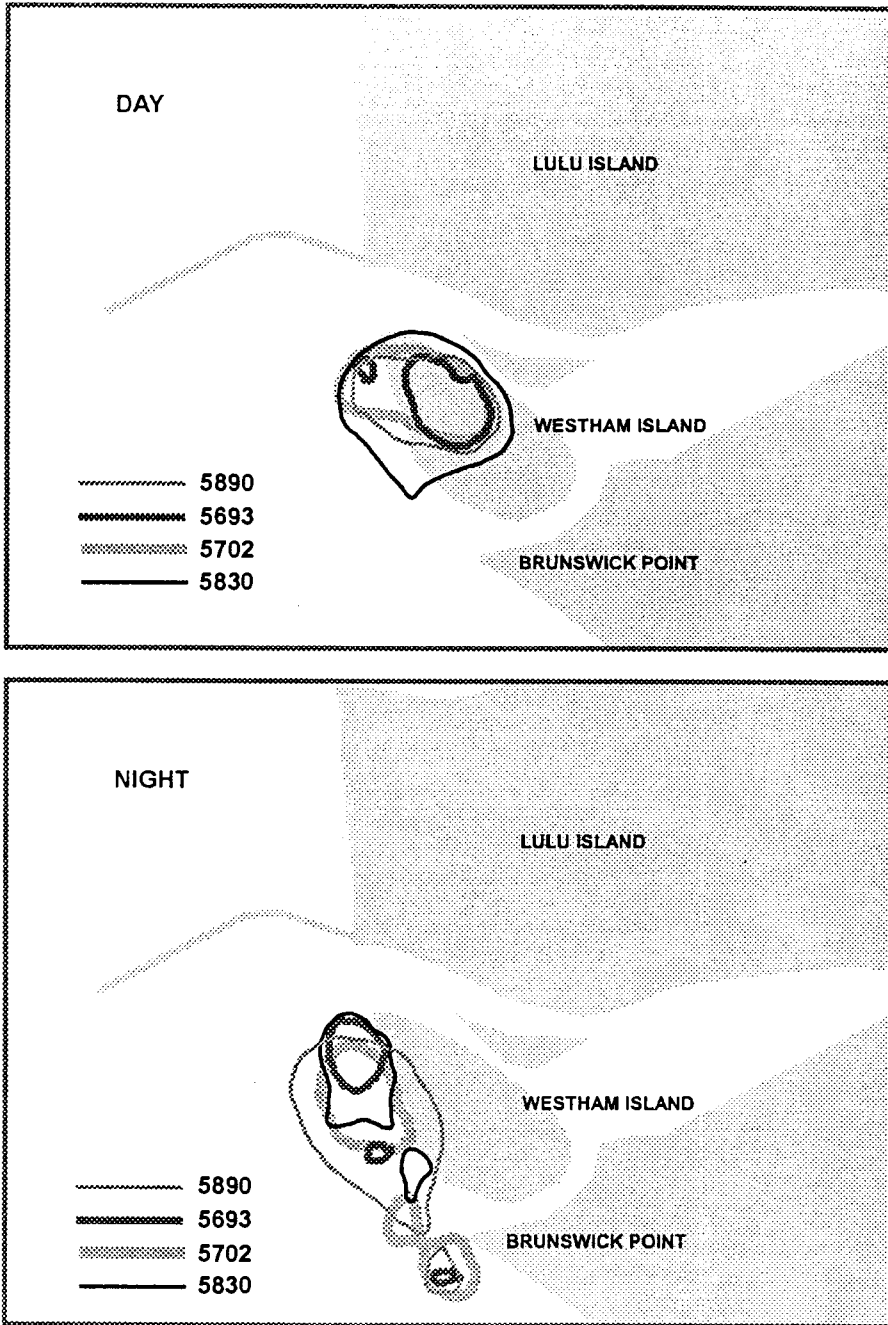 DAY
LULU ISLAND
WESTHAM ISLAND
5890
5693
5702
5830
BRUNSWICK POINT
NIGHT
LULU ISLAND
WESTHAM ISLAND
5890
5693
5702
5830
BRUNSWICK POINT